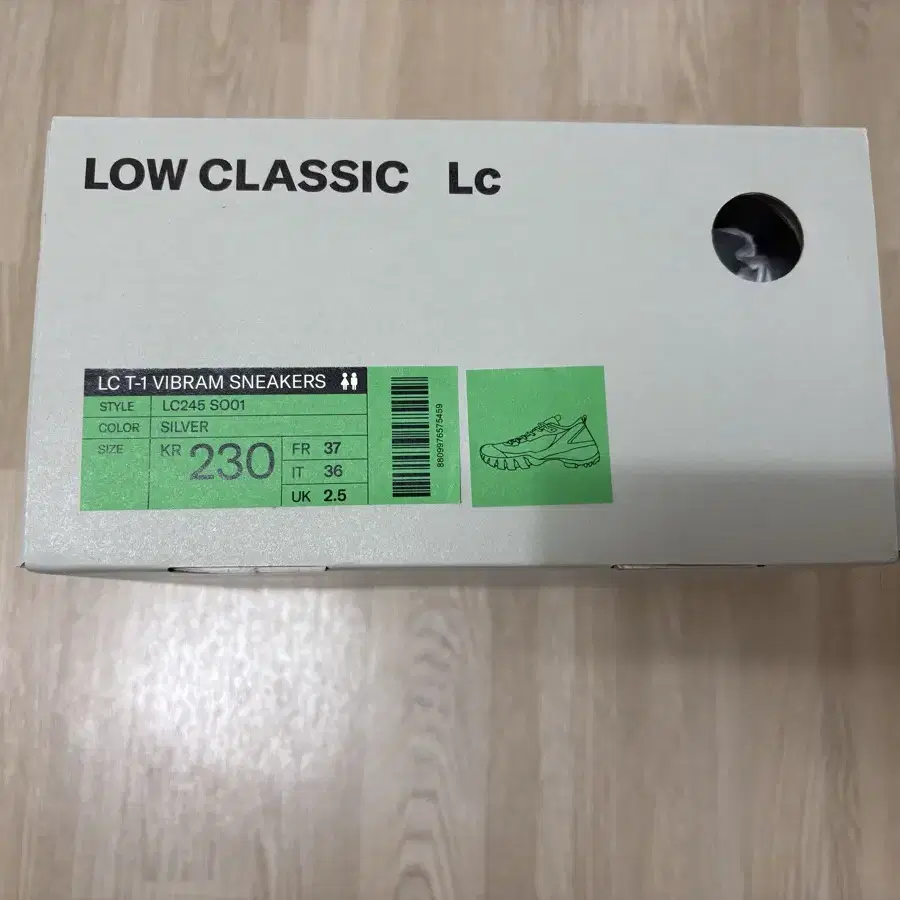 LOW CLASSIC Lc
LC T-1 VIBRAM SNEAKERS
STYLE LC245 SO01
COLOR SILVER
SIZE KR 230
FR 37
IT 36
UK 2.5
8809976575459